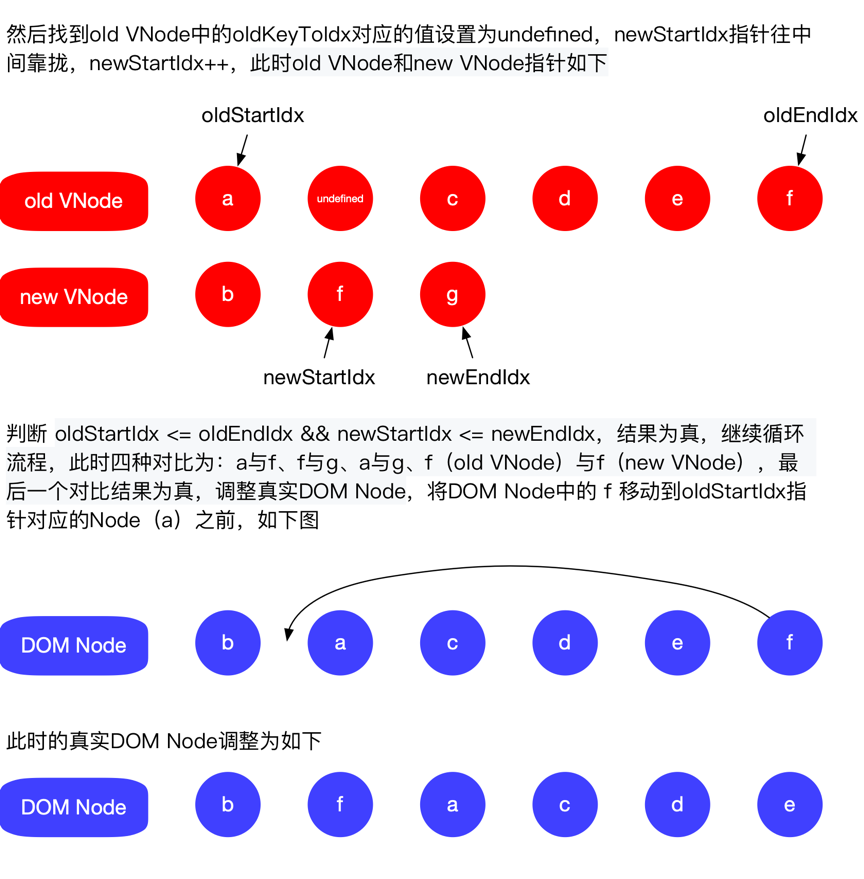 然后找到old VNode中的oldKeyToIdx对应的值设置为undefined，newStartIdx指针往中
间靠拢，newStartIdx++，此时old VNode和new VNode指针如下
oldStartIdx oldEndIdx
old VNode a undefined c d e f
new VNode b f g
newStartIdx newEndIdx
判断 oldStartIdx <= oldEndIdx && newStartIdx <= newEndIdx，结果为真，继续循环
流程，此时四种对比为：a与f、f与g、a与g、f（old VNode）与f（new VNode），最
后一个对比结果为真，调整真实DOM Node，将DOM Node中的 f 移动到oldStartIdx指
针对应的Node（a）之前，如下图
DOM Node b a c d e f
此时的真实DOM Node调整为如下
DOM Node b f a c d e